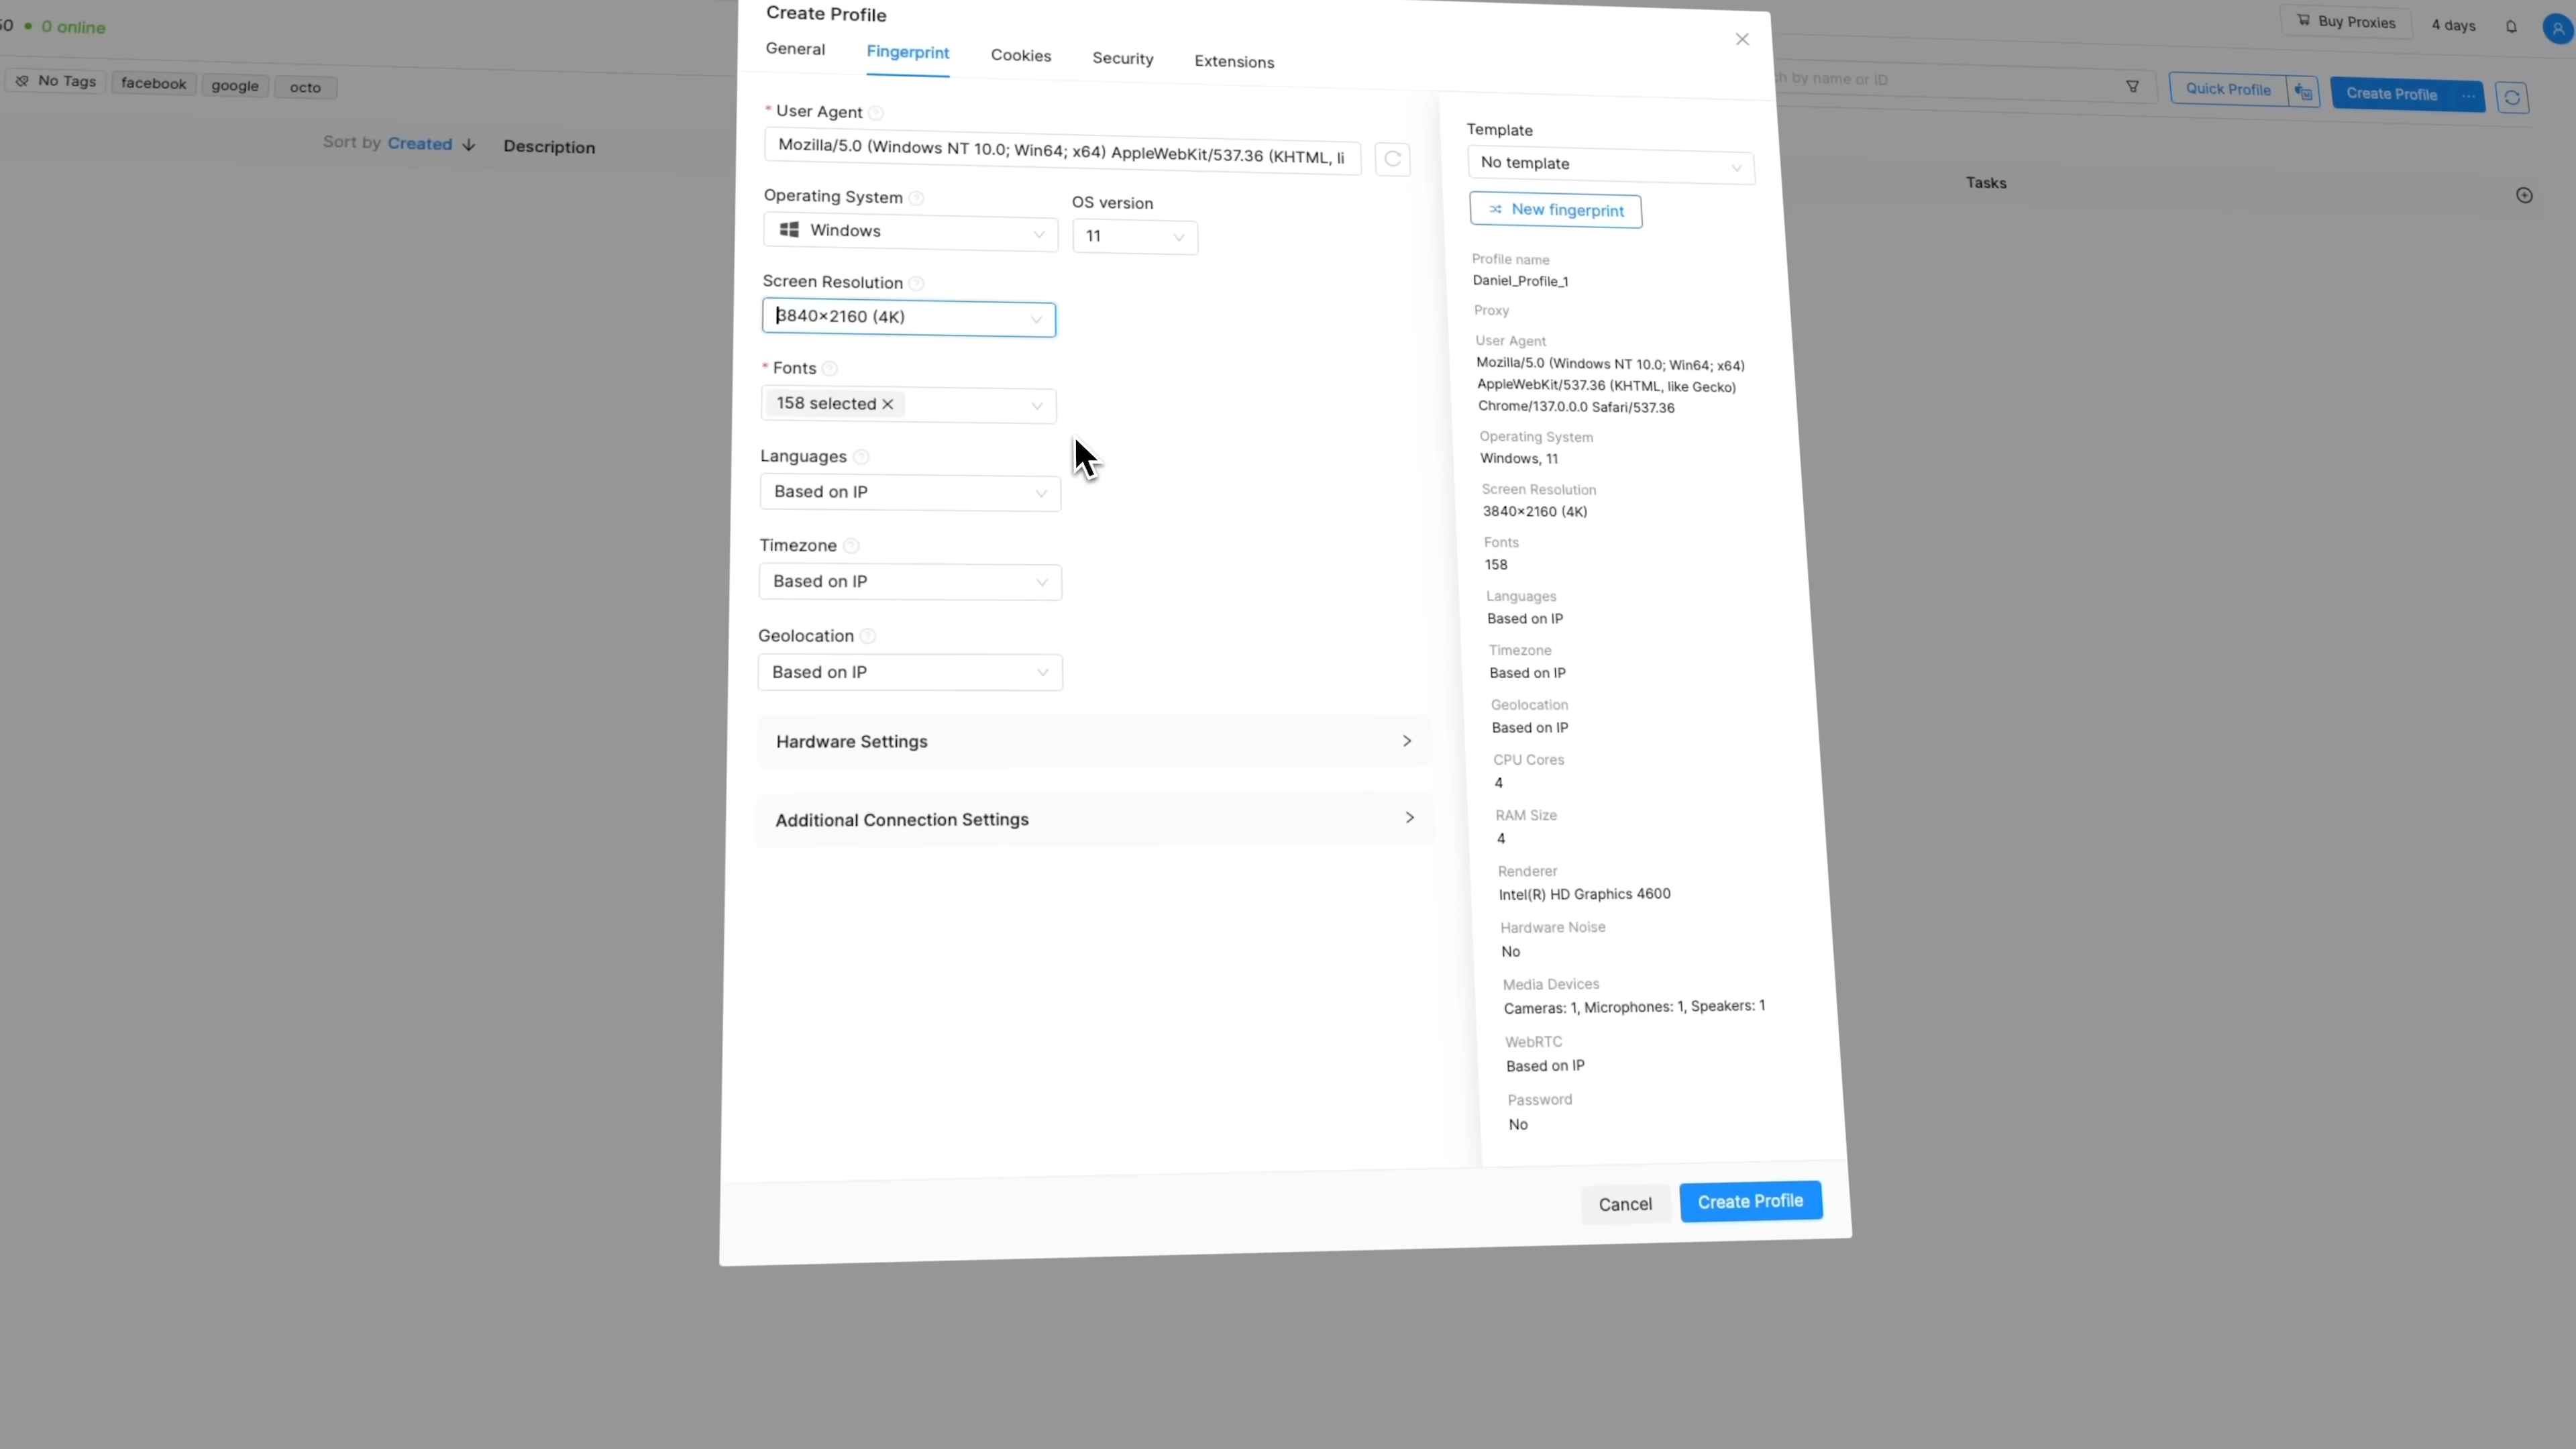 0 online
Buy Proxies
4 days
No Tags
facebook
google
octo
by name or ID
Quick Profile
Create Profile
Sort by Created
Description
Tasks
Create Profile
General
Fingerprint
Cookies
Security
Extensions
* User Agent
Mozilla/5.0 (Windows NT 10.0; Win64; x64) AppleWebKit/537.36 (KHTML, li
Operating System
OS version
Windows
11
Screen Resolution
3840×2160 (4K)
* Fonts
158 selected
Languages
Based on IP
Timezone
Based on IP
Geolocation
Based on IP
Hardware Settings
Additional Connection Settings
Template
No template
New fingerprint
Profile name
Daniel_Profile_1
Proxy
User Agent
Mozilla/5.0 (Windows NT 10.0; Win64; x64)
AppleWebKit/537.36 (KHTML, like Gecko)
Chrome/137.0.0.0 Safari/537.36
Operating System
Windows, 11
Screen Resolution
3840×2160 (4K)
Fonts
158
Languages
Based on IP
Timezone
Based on IP
Geolocation
Based on IP
CPU Cores
4
RAM Size
4
Renderer
Intel(R) HD Graphics 4600
Hardware Noise
No
Media Devices
Cameras: 1, Microphones: 1, Speakers: 1
WebRTC
Based on IP
Password
No
Cancel
Create Profile